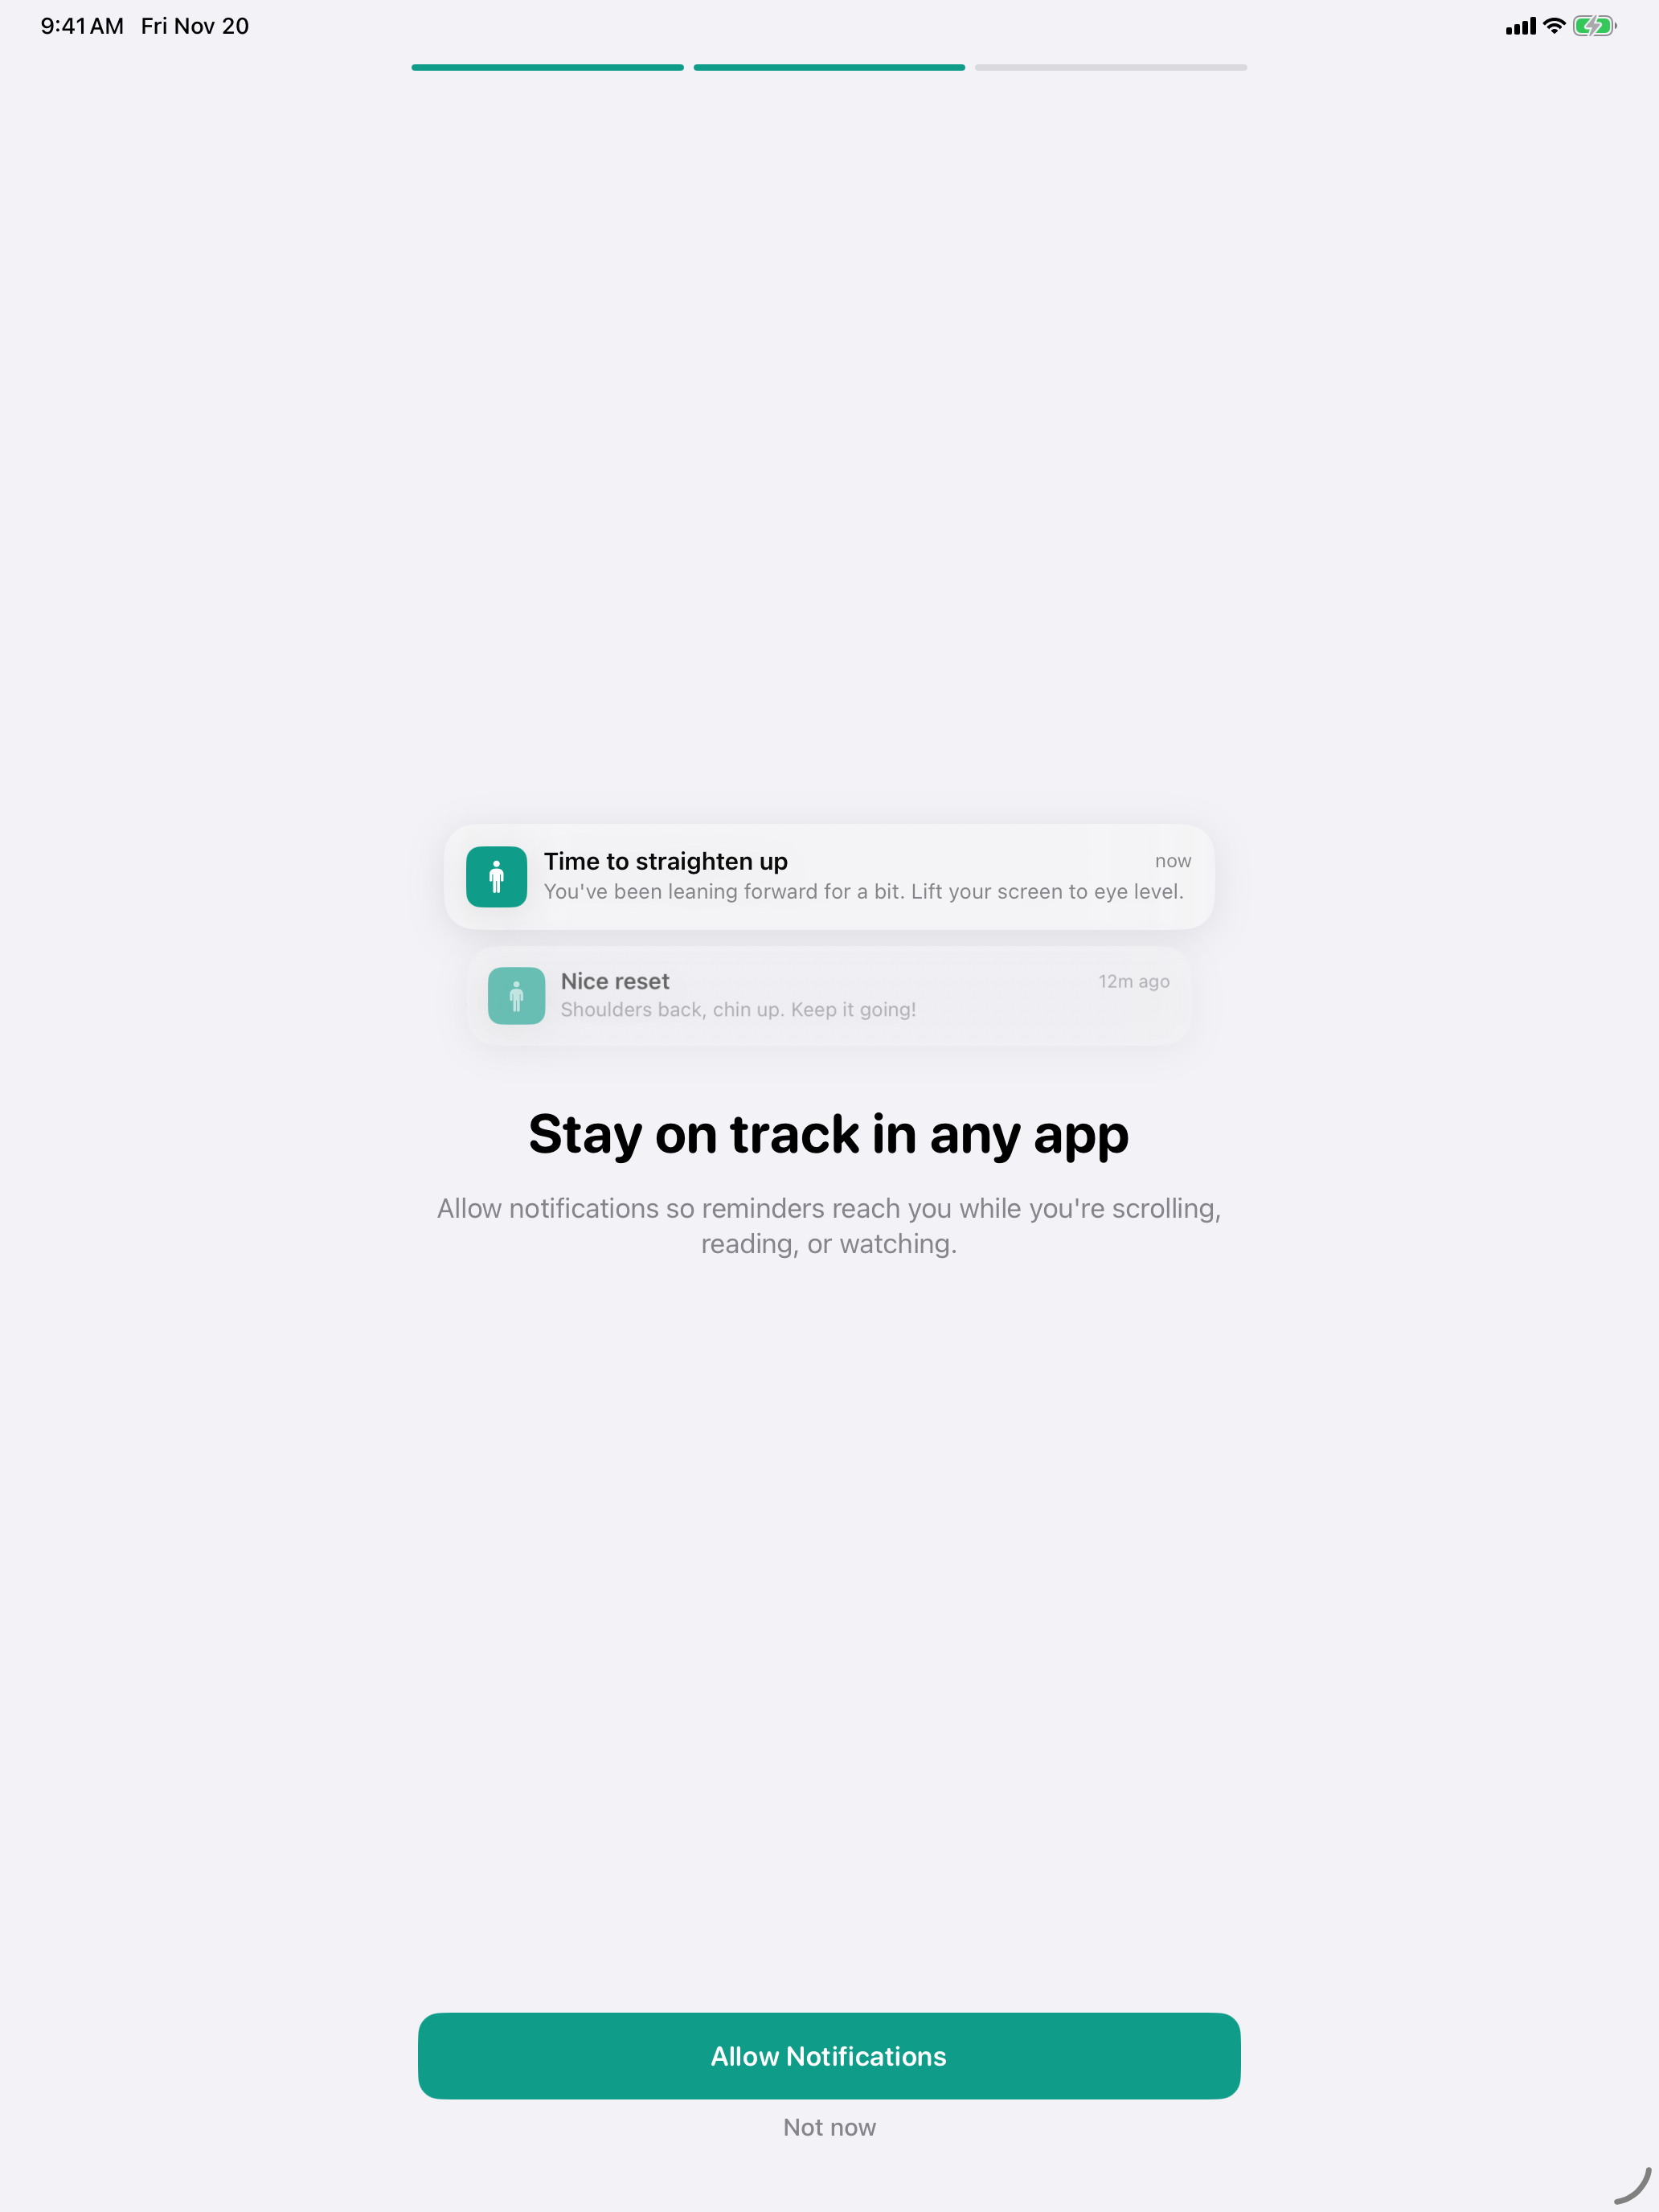 9:41 AM Fri Nov 20
Time to straighten up now
You've been leaning forward for a bit. Lift your screen to eye level.
Nice reset 12m ago
Shoulders back, chin up. Keep it going!
Stay on track in any app
Allow notifications so reminders reach you while you're scrolling,
reading, or watching.
Allow Notifications
Not now